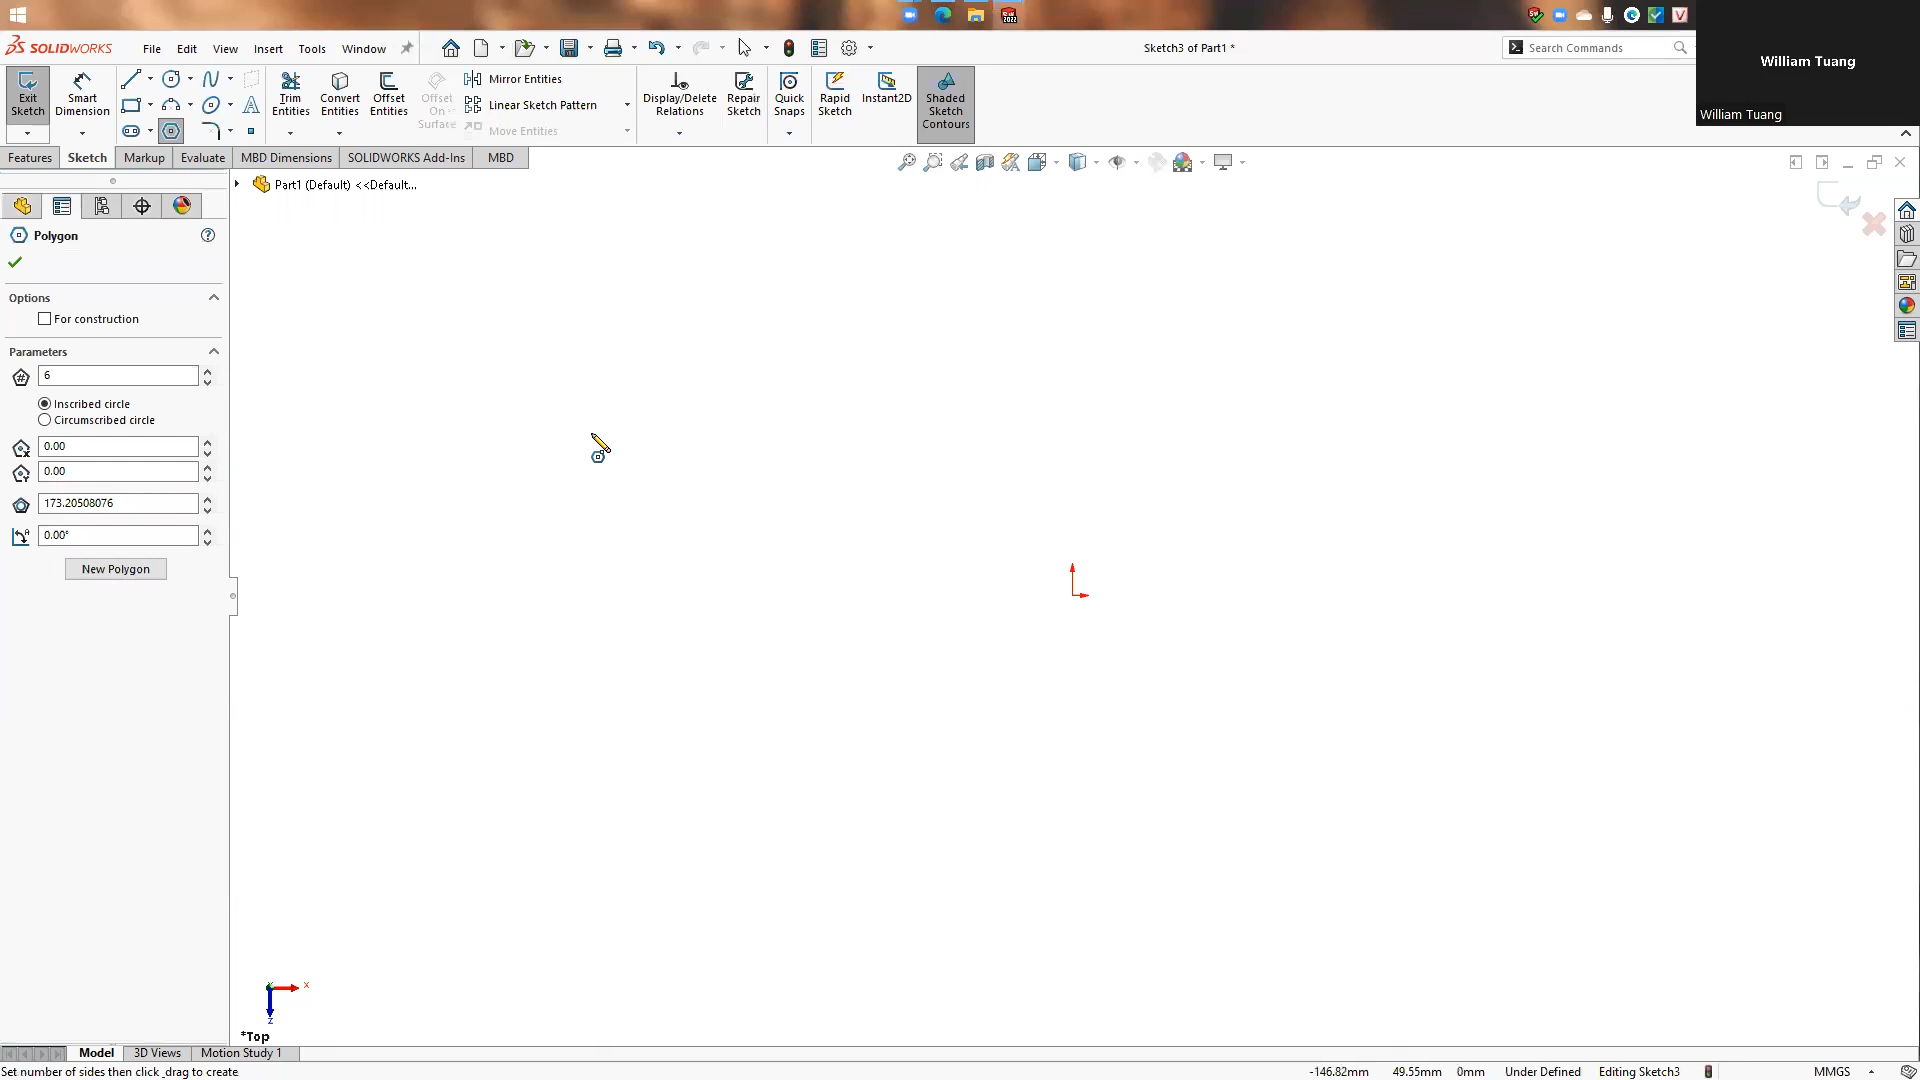 SOLIDWORKS
File
Edit
View
Insert
Tools
Window
Sketch3 of Part1 *
Search Commands
William Tuang
William Tuang
Exit
Sketch
Smart
Dimension
Trim
Entities
Convert
Entities
Offset
Entities
Offset
On
Surface
Mirror Entities
Linear Sketch Pattern
Move Entities
Display/Delete
Relations
Repair
Sketch
Quick
Snaps
Rapid
Sketch
Instant2D
Shaded
Sketch
Contours
Features
Sketch
Markup
Evaluate
MBD Dimensions
SOLIDWORKS Add-Ins
MBD
Part1 (Default) <<Default...
Polygon
Options
For construction
Parameters
6
Inscribed circle
Circumscribed circle
0.00
0.00
173.20508076
0.00°
New Polygon
X
Z
*Top
Model
3D Views
Motion Study 1
Set number of sides then click _drag to create
-146.82mm
49.55mm
0mm
Under Defined
Editing Sketch3
MMGS